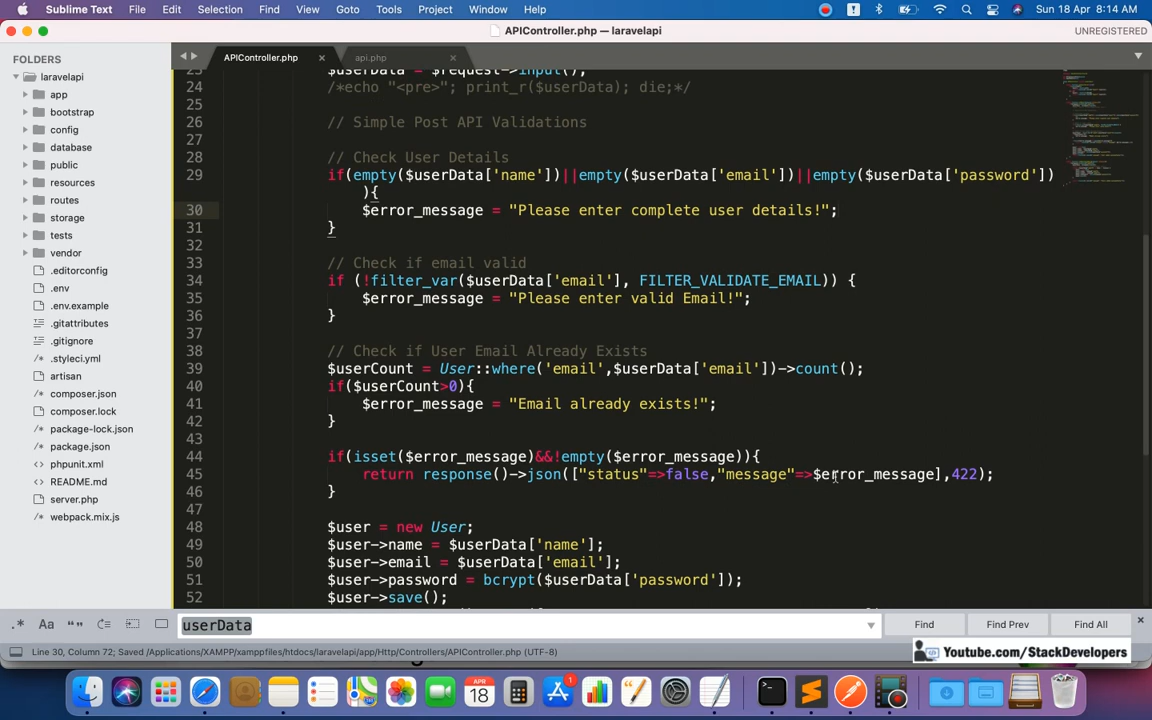 Sublime Text File Edit Selection Find View Goto Tools Project Window Help Sun 18 Apr 8:14 AM
APIController.php — laravelapi UNREGISTERED
FOLDERS
laravelapi
app
bootstrap
config
database
public
resources
routes
storage
tests
vendor
.editorconfig
.env
.env.example
.gitattributes
.gitignore
.styleci.yml
artisan
composer.json
composer.lock
package-lock.json
package.json
phpunit.xml
README.md
server.php
webpack.mix.js
APIController.php api.php
23 $userData = $request->input();
24 /*echo "<pre>"; print_r($userData); die;*/
25
26 // Simple Post API Validations
27
28 // Check User Details
29 if(empty($userData['name'])||empty($userData['email'])||empty($userData['password'])
){
30 $error_message = "Please enter complete user details!";
31 }
32
33 // Check if email valid
34 if (!filter_var($userData['email'], FILTER_VALIDATE_EMAIL)) {
35 $error_message = "Please enter valid Email!";
36 }
37
38 // Check if User Email Already Exists
39 $userCount = User::where('email',$userData['email'])->count();
40 if($userCount>0){
41 $error_message = "Email already exists!";
42 }
43
44 if(isset($error_message)&&!empty($error_message)){
45 return response()->json(["status"=>false,"message"=>$error_message],422);
46 }
47
48 $user = new User;
49 $user->name = $userData['name'];
50 $user->email = $userData['email'];
51 $user->password = bcrypt($userData['password']);
52 $user->save();
.* Aa userData Find Find Prev Find All
Line 30, Column 72; Saved /Applications/XAMPP/xamppfiles/htdocs/laravelapi/app/Http/Controllers/APIController.php (UTF-8)
Youtube.com/StackDevelopers
APR
18
1